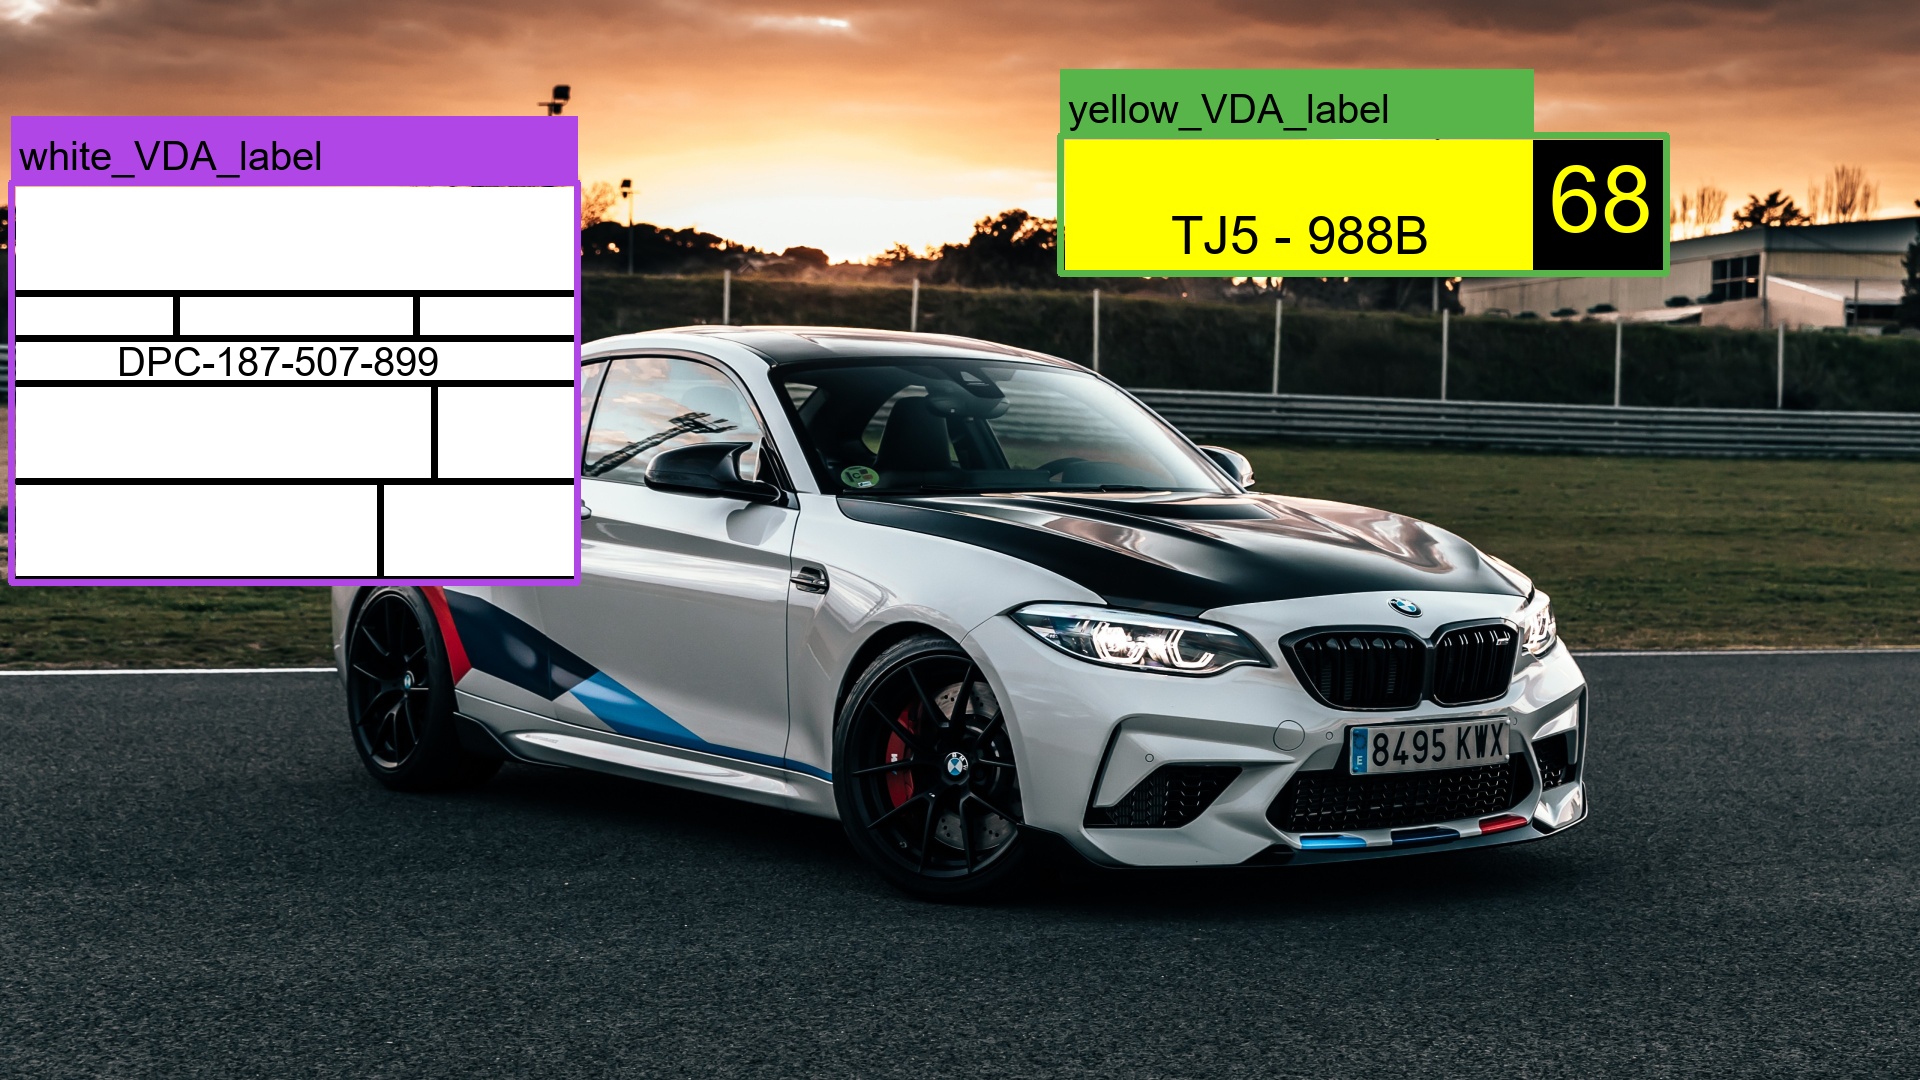 white_VDA_label
DPC-187-507-899
yellow_VDA_label
TJ5 - 988B
68
8495 KWX
E